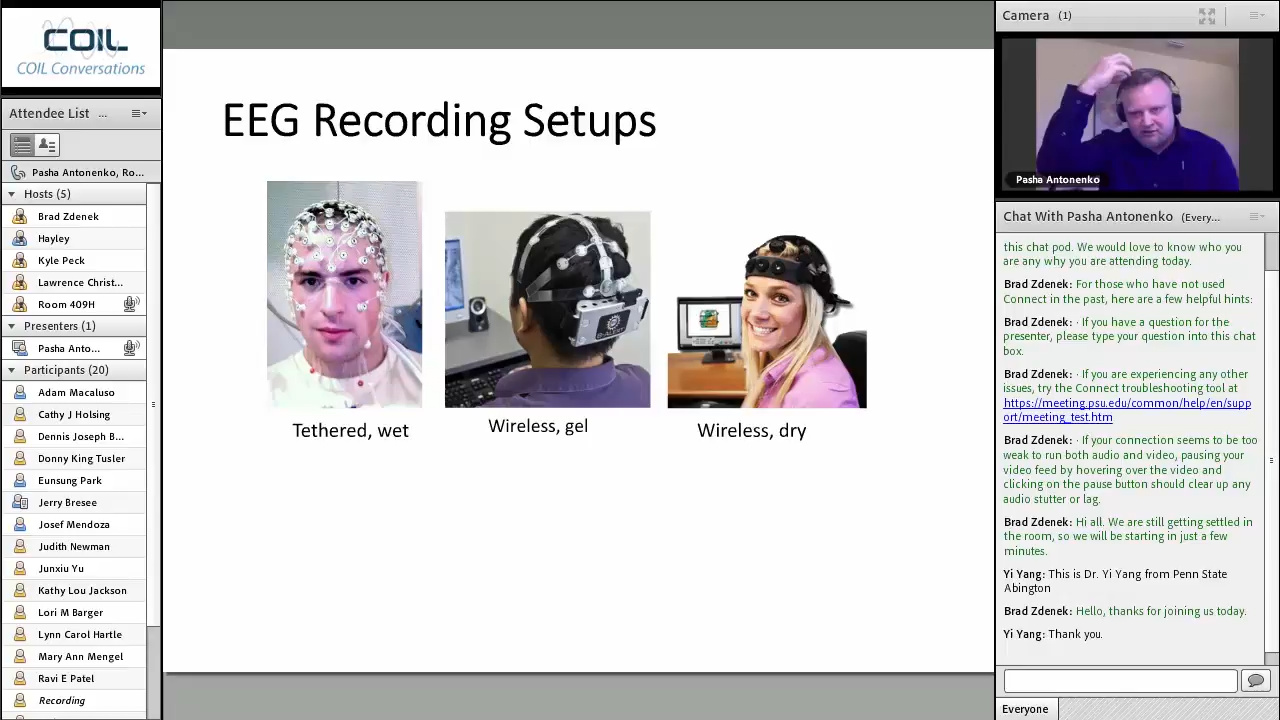 COIL
COIL Conversations
Attendee List ...
Pasha Antonenko, Ro...
Hosts (5)
Brad Zdenek
Hayley
Kyle Peck
Lawrence Christ...
Room 409H
Presenters (1)
Pasha Anto...
Participants (20)
Adam Macaluso
Cathy J Holsing
Dennis Joseph B...
Donny King Tusler
Eunsung Park
Jerry Bresee
Josef Mendoza
Judith Newman
Junxiu Yu
Kathy Lou Jackson
Lori M Barger
Lynn Carol Hartle
Mary Ann Mengel
Ravi E Patel
Recording
EEG Recording Setups
Tethered, wet
Wireless, gel
Wireless, dry
Camera (1)
Pasha Antonenko
Chat With Pasha Antonenko (Every...
this chat pod. We would love to know who you
are any why you are attending today.
Brad Zdenek: For those who have not used
Connect in the past, here are a few helpful hints:
Brad Zdenek: · If you have a question for the
presenter, please type your question into this chat
box.
Brad Zdenek: · If you are experiencing any other
issues, try the Connect troubleshooting tool at
https://meeting.psu.edu/common/help/en/supp
ort/meeting_test.htm
Brad Zdenek: · If your connection seems to be too
weak to run both audio and video, pausing your
video feed by hovering over the video and
clicking on the pause button should clear up any
audio stutter or lag.
Brad Zdenek: Hi all. We are still getting settled in
the room, so we will be starting in just a few
minutes.
Yi Yang: This is Dr. Yi Yang from Penn State
Abington
Brad Zdenek: Hello, thanks for joining us today.
Yi Yang: Thank you.
Everyone